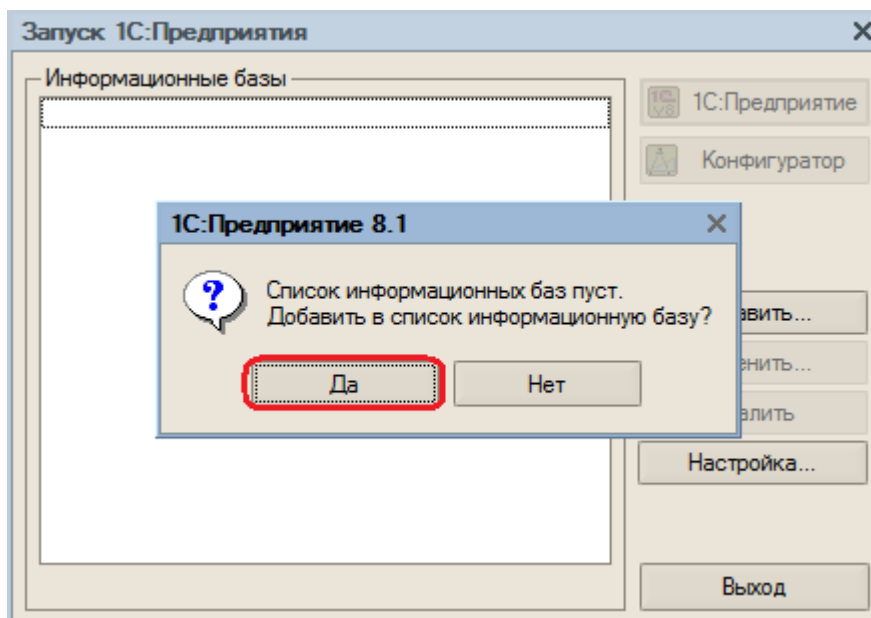 Запуск 1С:Предприятия
Информационные базы
1С:Предприятие
Конфигуратор
1С:Предприятие 8.1
Список информационных баз пуст.
Добавить в список информационную базу?
Да
Нет
Настройка...
Выход